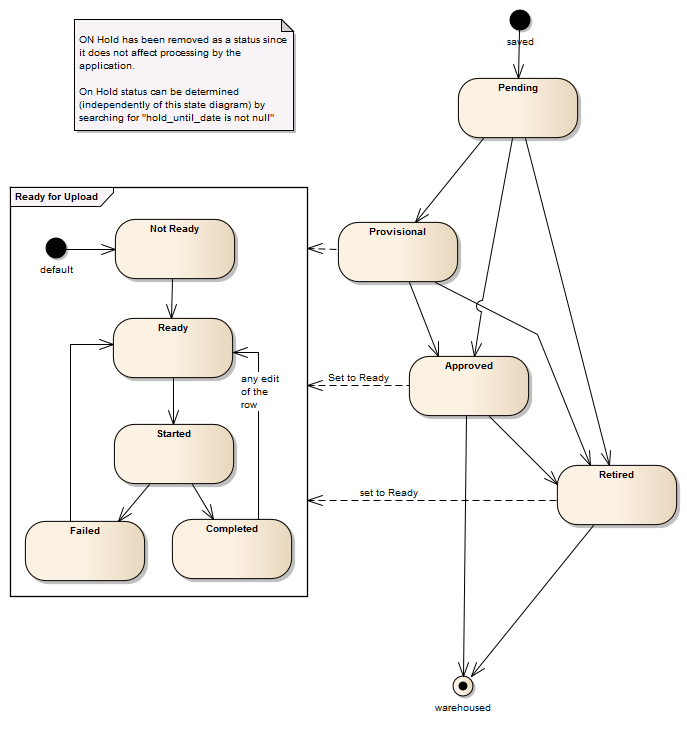 saved
ON Hold has been removed as a status since
it does not affect processing by the
application.
On Hold status can be determined
(independently of this state diagram) by
searching for "hold_until_date is not null"
Pending
Ready for Upload
Not Ready
default
Provisional
Ready
any edit
of the
row
Set to Ready
Approved
Started
Retired
set to Ready
Failed
Completed
warehoused